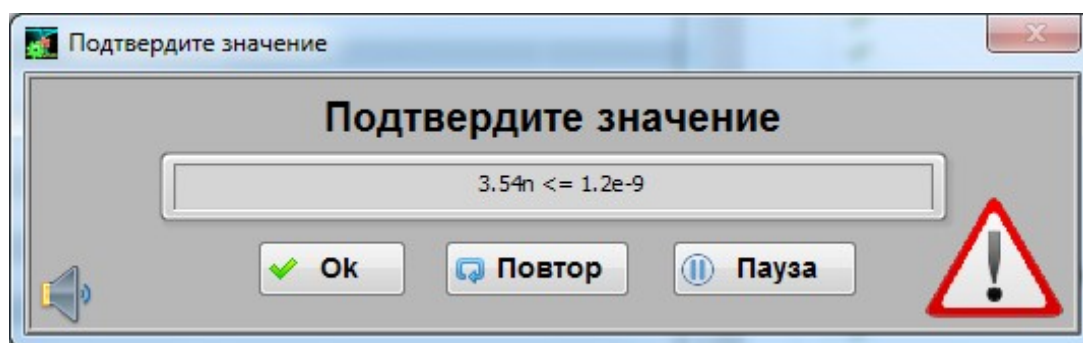 Подтвердите значение
Подтвердите значение
3.54n <= 1.2e-9
Ok Повтор Пауза